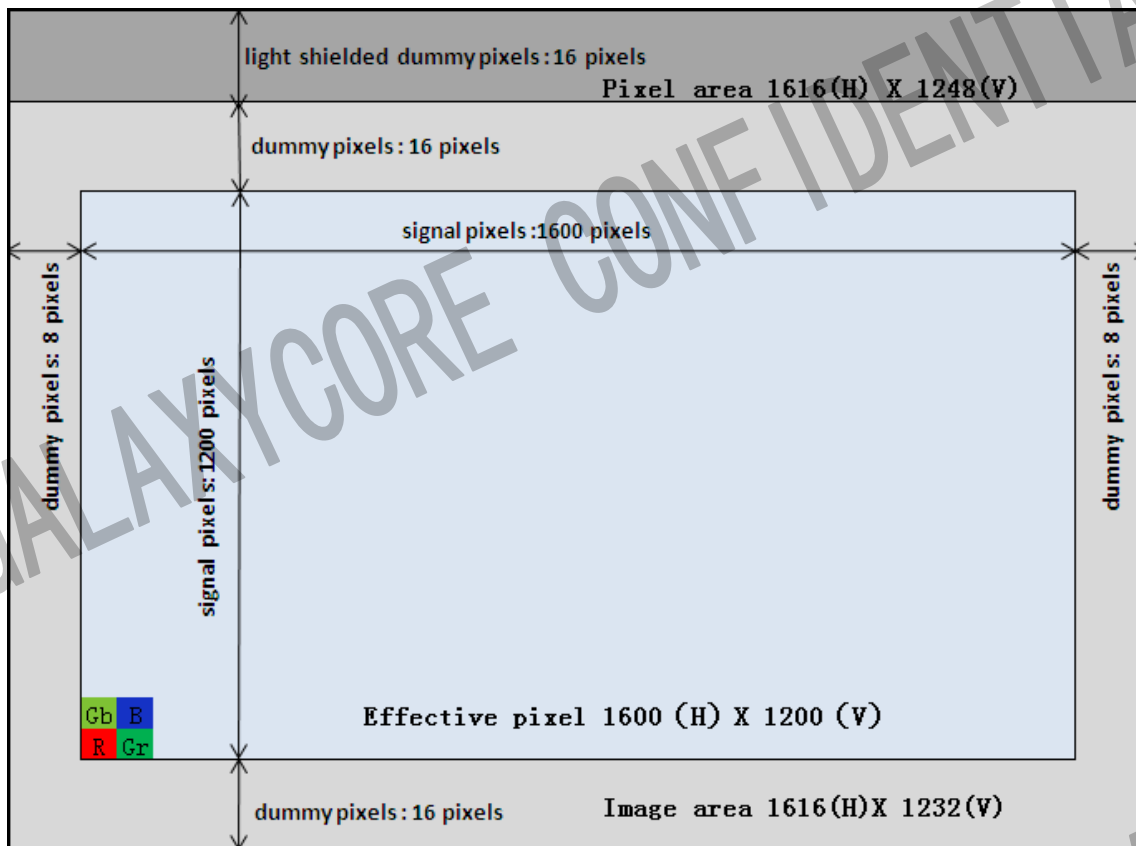 light shielded dummy pixels: 16 pixels
Pixel area 1616(H) X 1248(V)
dummy pixels: 16 pixels
signal pixels :1600 pixels
dummy pixels: 8 pixels
signal pixels: 1200 pixels
dummy pixels: 8 pixels
GALAXYCORE CONFIDENTIA
Gb B
R Gr
Effective pixel 1600 (H) X 1200 (V)
dummy pixels: 16 pixels
Image area 1616(H)X 1232(V)